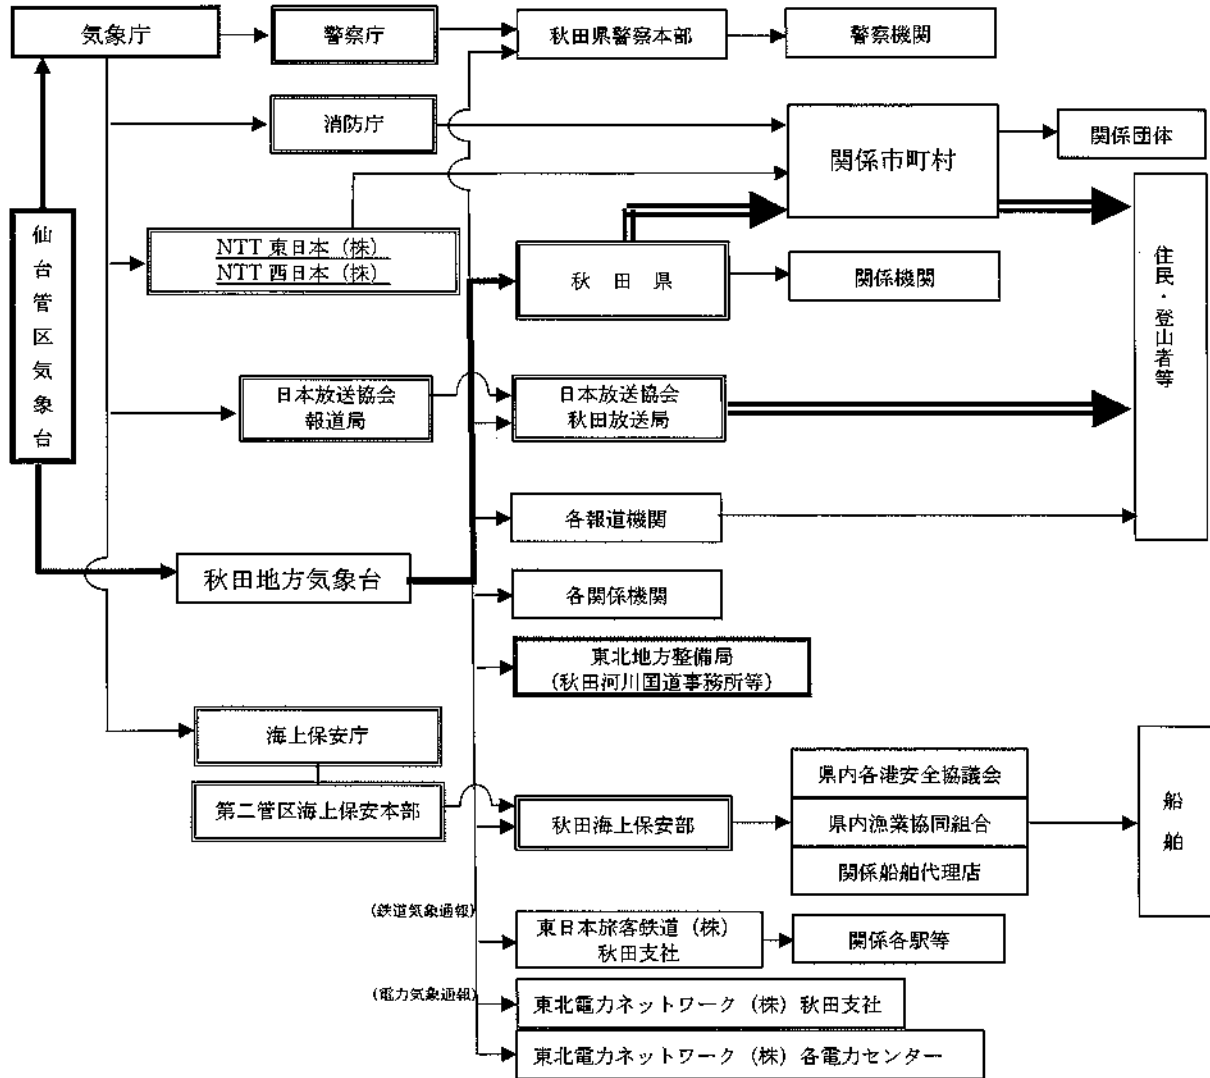 気象庁
警察庁
秋田県警察本部
警察機関
消防庁
関係市町村
関係団体
仙台管区気象台
NTT 東日本（株）
NTT 西日本（株）
秋　田　県
関係機関
住民・登山者等
日本放送協会
報道局
日本放送協会
秋田放送局
各報道機関
秋田地方気象台
各関係機関
東北地方整備局
(秋田河川国道事務所等)
海上保安庁
第二管区海上保安本部
秋田海上保安部
県内各港安全協議会
県内漁業協同組合
関係船舶代理店
船舶
(鉄道気象通報)
東日本旅客鉄道（株）
秋田支社
関係各駅等
(電力気象通報)
東北電力ネットワーク（株）秋田支社
東北電力ネットワーク（株）各電力センター